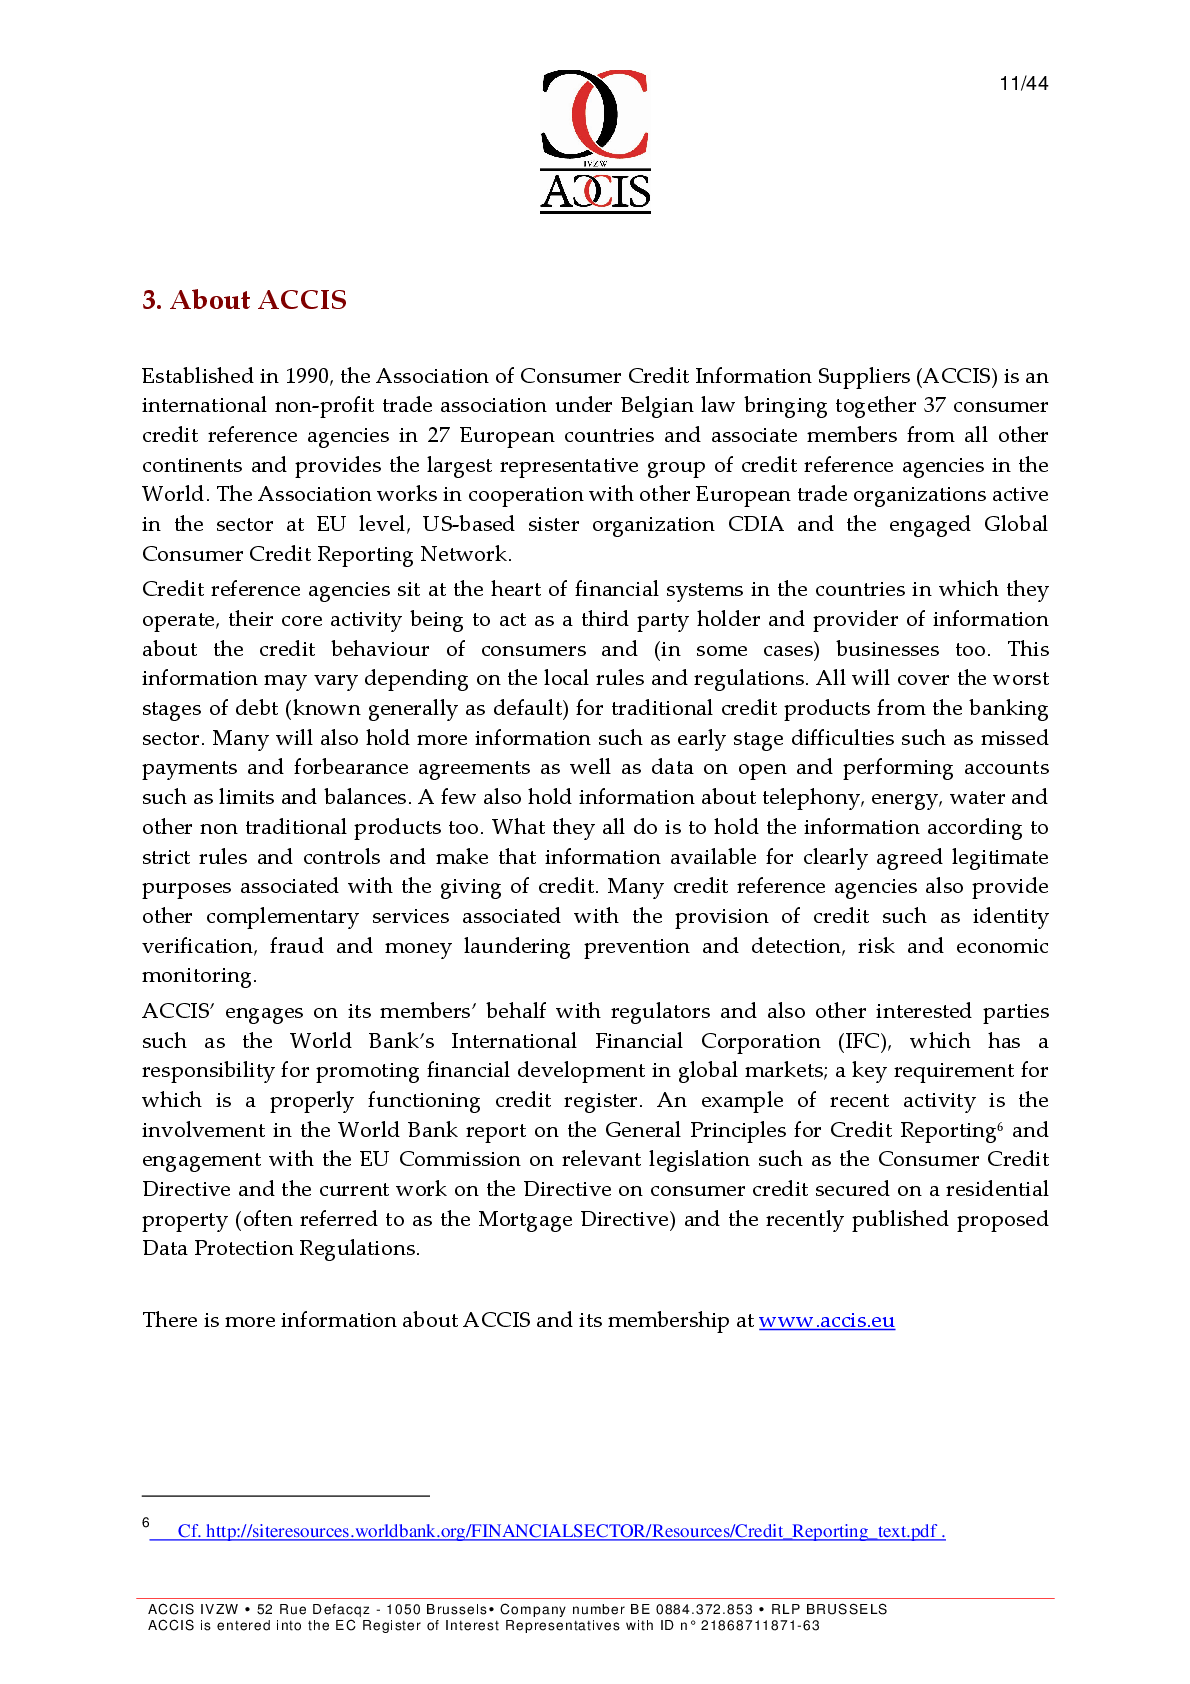 11/44
IVZW
ACCIS
3. About ACCIS
Established in 1990, the Association of Consumer Credit Information Suppliers (ACCIS) is an
international non-profit trade association under Belgian law bringing together 37 consumer
credit reference agencies in 27 European countries and associate members from all other
continents and provides the largest representative group of credit reference agencies in the
World. The Association works in cooperation with other European trade organizations active
in the sector at EU level, US-based sister organization CDIA and the engaged Global
Consumer Credit Reporting Network.
Credit reference agencies sit at the heart of financial systems in the countries in which they
operate, their core activity being to act as a third party holder and provider of information
about the credit behaviour of consumers and (in some cases) businesses too. This
information may vary depending on the local rules and regulations. All will cover the worst
stages of debt (known generally as default) for traditional credit products from the banking
sector. Many will also hold more information such as early stage difficulties such as missed
payments and forbearance agreements as well as data on open and performing accounts
such as limits and balances. A few also hold information about telephony, energy, water and
other non traditional products too. What they all do is to hold the information according to
strict rules and controls and make that information available for clearly agreed legitimate
purposes associated with the giving of credit. Many credit reference agencies also provide
other complementary services associated with the provision of credit such as identity
verification, fraud and money laundering prevention and detection, risk and economic
monitoring.
ACCIS’ engages on its members’ behalf with regulators and also other interested parties
such as the World Bank’s International Financial Corporation (IFC), which has a
responsibility for promoting financial development in global markets; a key requirement for
which is a properly functioning credit register. An example of recent activity is the
involvement in the World Bank report on the General Principles for Credit Reporting⁶ and
engagement with the EU Commission on relevant legislation such as the Consumer Credit
Directive and the current work on the Directive on consumer credit secured on a residential
property (often referred to as the Mortgage Directive) and the recently published proposed
Data Protection Regulations.
There is more information about ACCIS and its membership at www.accis.eu
6 Cf. http://siteresources.worldbank.org/FINANCIALSECTOR/Resources/Credit_Reporting_text.pdf .
ACCIS IVZW • 52 Rue Defacqz - 1050 Brussels• Company number BE 0884.372.853 • RLP BRUSSELS
ACCIS is entered into the EC Register of Interest Representatives with ID n° 21868711871-63